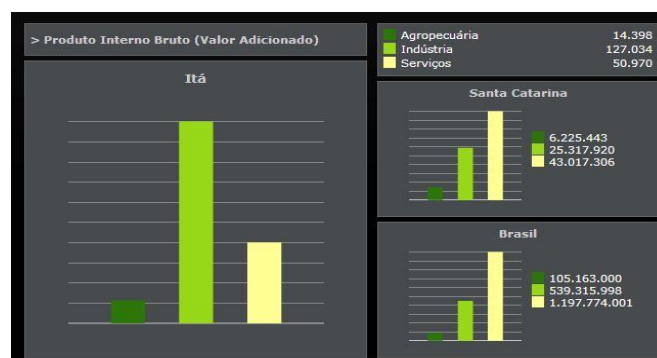 > Produto Interno Bruto (Valor Adicionado)
Itá
Agropecuária 14.398
Indústria 127.034
Serviços 50.970
Santa Catarina
6.225.443
25.317.920
43.017.306
Brasil
105.163.000
539.315.998
1.197.774.001